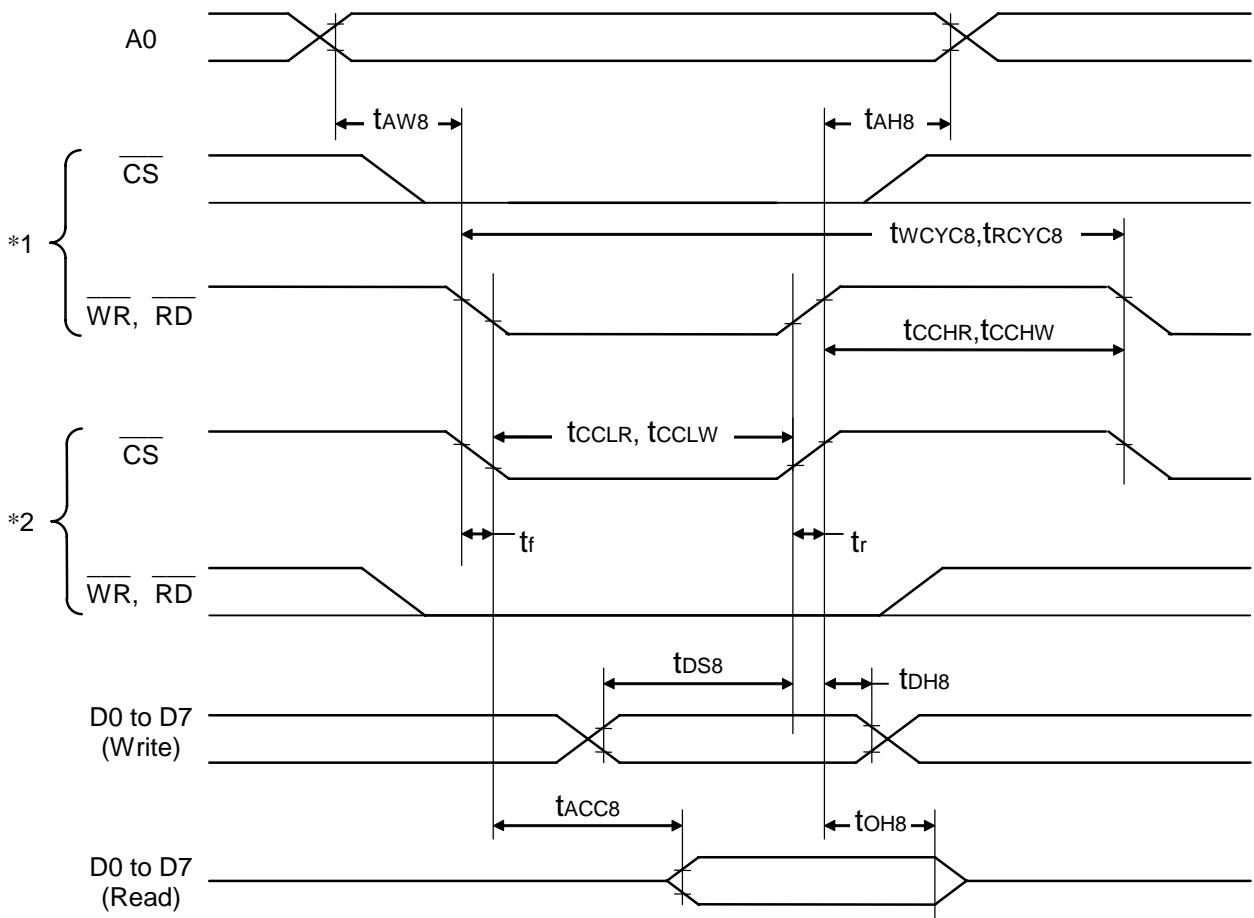 A0
tAW8
tAH8
*1
CS
tWCYC8,tRCYC8
WR, RD
tCCHR,tCCHW
*2
CS
tCCLR, tCCLW
tf
tr
WR, RD
tDS8
tDH8
D0 to D7
(Write)
tACC8
tOH8
D0 to D7
(Read)